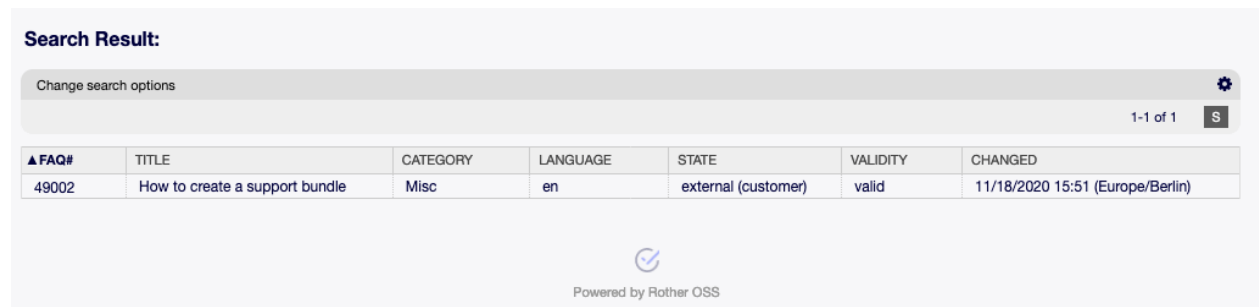 Search Result:
Change search options
1-1 of 1 S
▲FAQ# TITLE CATEGORY LANGUAGE STATE VALIDITY CHANGED
49002 How to create a support bundle Misc en external (customer) valid 11/18/2020 15:51 (Europe/Berlin)
Powered by Rother OSS